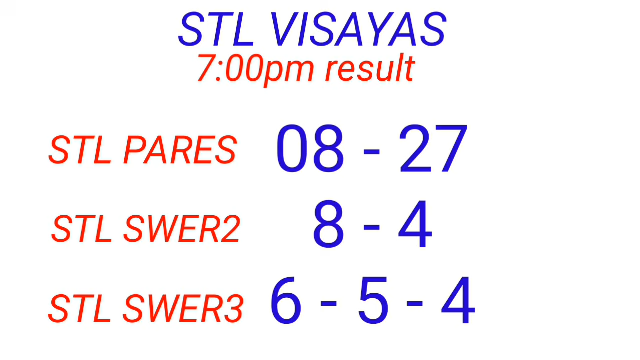 STL VISAYAS
7:00pm result
STL PARES 08 - 27
STL SWER2 8 - 4
STL SWER3 6 - 5 - 4